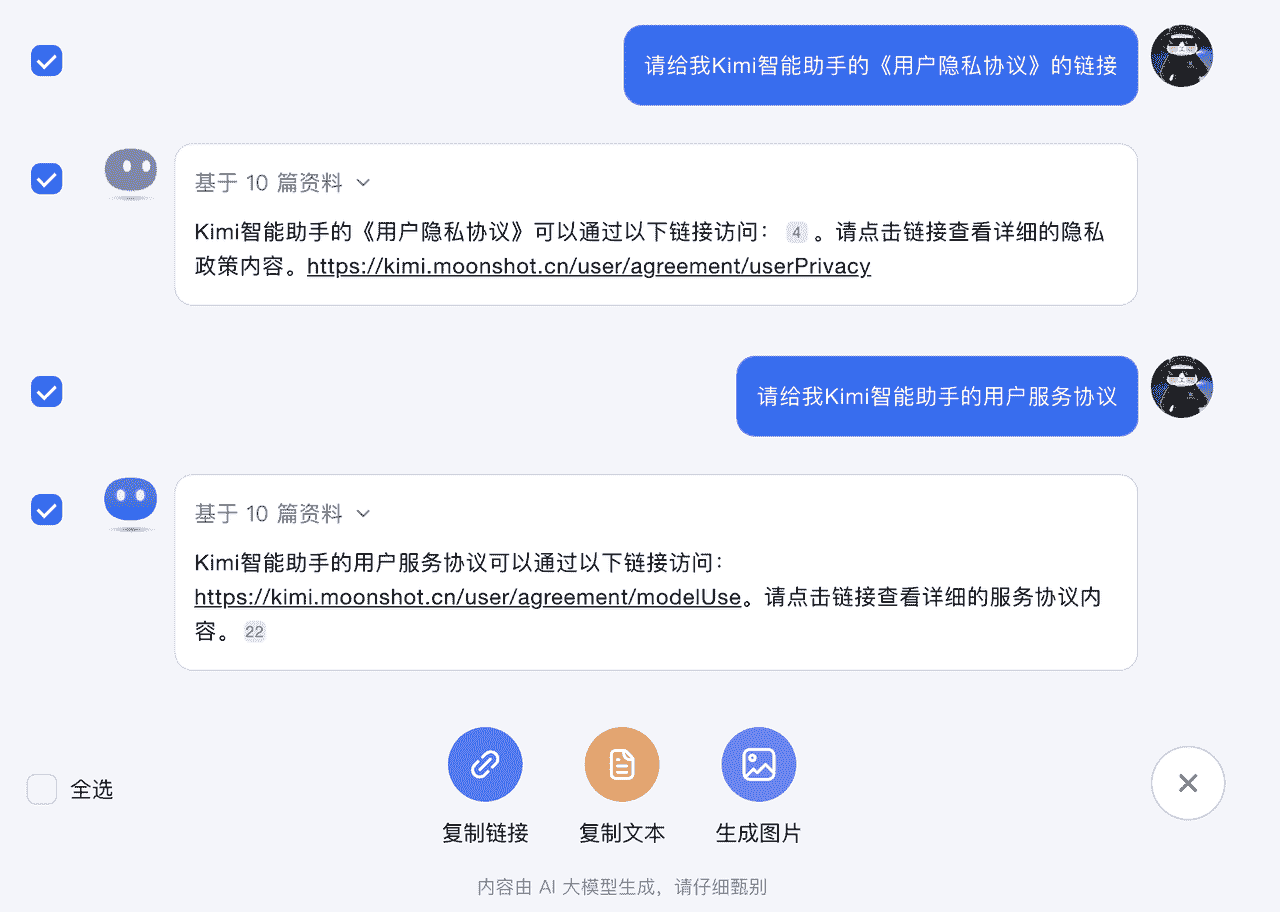 请给我Kimi智能助手的《用户隐私协议》的链接
基于 10 篇资料
Kimi智能助手的《用户隐私协议》可以通过以下链接访问： 4 。请点击链接查看详细的隐私
政策内容。https://kimi.moonshot.cn/user/agreement/userPrivacy
请给我Kimi智能助手的用户服务协议
基于 10 篇资料
Kimi智能助手的用户服务协议可以通过以下链接访问：
https://kimi.moonshot.cn/user/agreement/modelUse。请点击链接查看详细的服务协议内
容。 22
全选
复制链接
复制文本
生成图片
内容由 AI 大模型生成，请仔细甄别